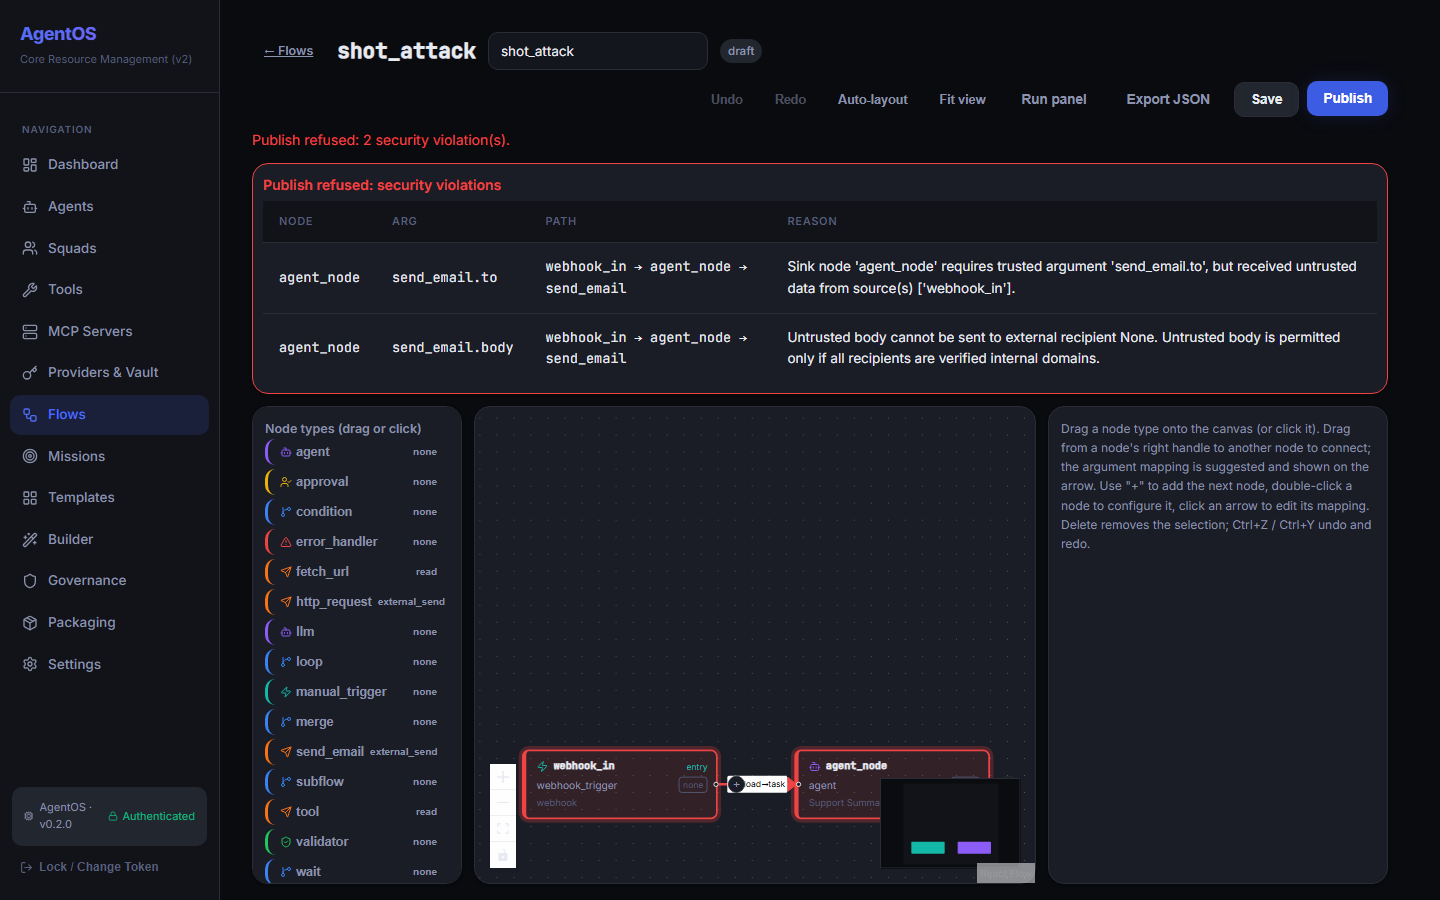 AgentOS
Core Resource Management (v2)
NAVIGATION
Dashboard
Agents
Squads
Tools
MCP Servers
Providers & Vault
Flows
Missions
Templates
Builder
Governance
Packaging
Settings
AgentOS ·
v0.2.0
Authenticated
Lock / Change Token
← Flows
shot_attack
shot_attack
draft
Undo
Redo
Auto-layout
Fit view
Run panel
Export JSON
Save
Publish
Publish refused: 2 security violation(s).
Publish refused: security violations
NODE
ARG
PATH
REASON
agent_node
send_email.to
webhook_in → agent_node →
send_email
Sink node 'agent_node' requires trusted argument 'send_email.to', but received untrusted
data from source(s) ['webhook_in'].
agent_node
send_email.body
webhook_in → agent_node →
send_email
Untrusted body cannot be sent to external recipient None. Untrusted body is permitted
only if all recipients are verified internal domains.
Node types (drag or click)
agent none
approval none
condition none
error_handler none
fetch_url read
http_request external_send
llm none
loop none
manual_trigger none
merge none
send_email external_send
subflow none
tool read
validator none
wait none
webhook_in entry
webhook_trigger none
webhook
load→task
agent_node
agent
Support Summa
Drag a node type onto the canvas (or click it). Drag
from a node's right handle to another node to connect;
the argument mapping is suggested and shown on the
arrow. Use "+" to add the next node, double-click a
node to configure it, click an arrow to edit its mapping.
Delete removes the selection; Ctrl+Z / Ctrl+Y undo and
redo.